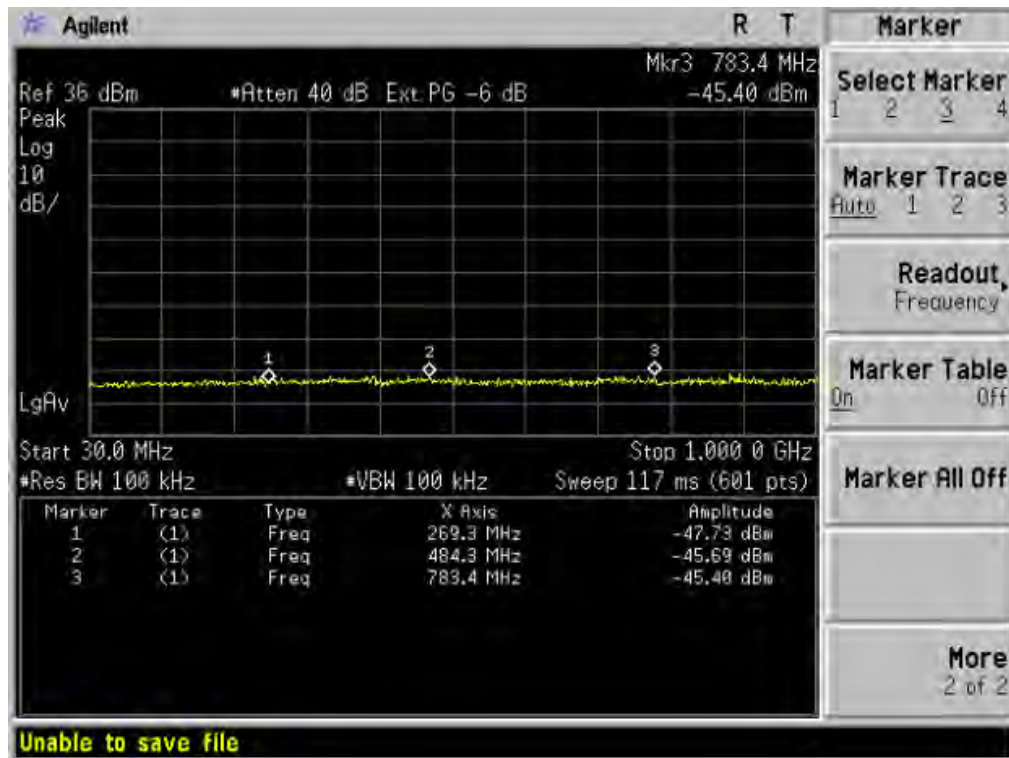 Agilent R T Marker
Mkr3 783.4 MHz
Ref 36 dBm #Atten 40 dB Ext PG -6 dB -45.40 dBm
Peak
Log
10
dB/
1 2 3
LgAv
Start 30.0 MHz Stop 1.000 0 GHz
#Res BW 100 kHz #VBW 100 kHz Sweep 117 ms (601 pts)
Marker Trace Type X Axis Amplitude
1 (1) Freq 269.3 MHz -47.73 dBm
2 (1) Freq 484.3 MHz -45.69 dBm
3 (1) Freq 783.4 MHz -45.40 dBm
Select Marker
1 2 3 4
Marker Trace
Auto 1 2 3
Readout
Frequency
Marker Table
On Off
Marker All Off
More
2 of 2
Unable to save file